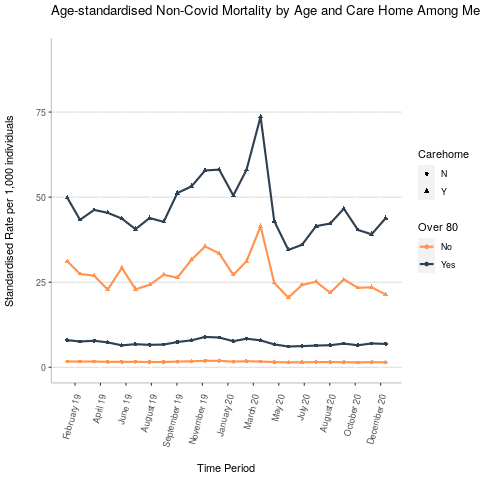 Age-standardised Non-Covid Mortality by Age and Care Home Among Me
Standardised Rate per 1,000 individuals
75
50
25
0
February 19
April 19
June 19
August 19
September 19
November 19
January 20
March 20
May 20
July 20
August 20
October 20
December 20
Time Period
Carehome
N
Y
Over 80
No
Yes